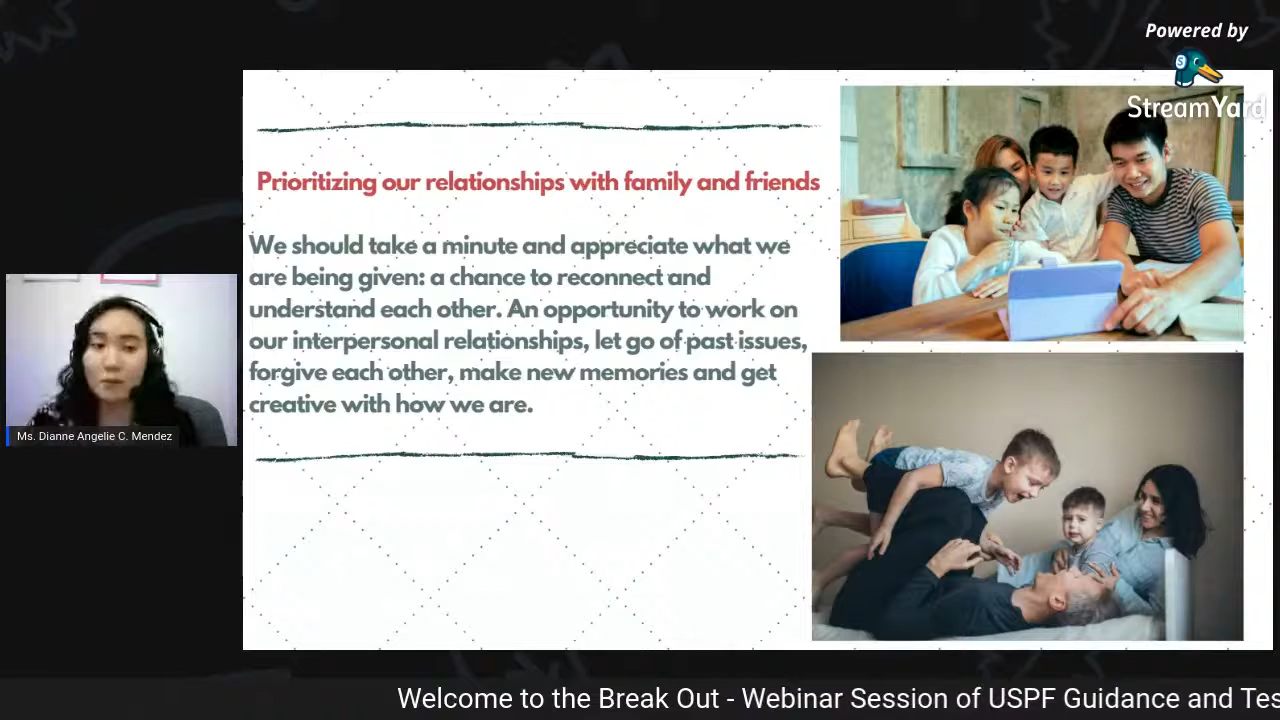 Powered by
StreamYard
Prioritizing our relationships with family and friends
We should take a minute and appreciate what we
are being given: a chance to reconnect and
understand each other. An opportunity to work on
our interpersonal relationships, let go of past issues,
forgive each other, make new memories and get
creative with how we are.
Ms. Dianne Angelie C. Mendez
Welcome to the Break Out - Webinar Session of USPF Guidance and Tes